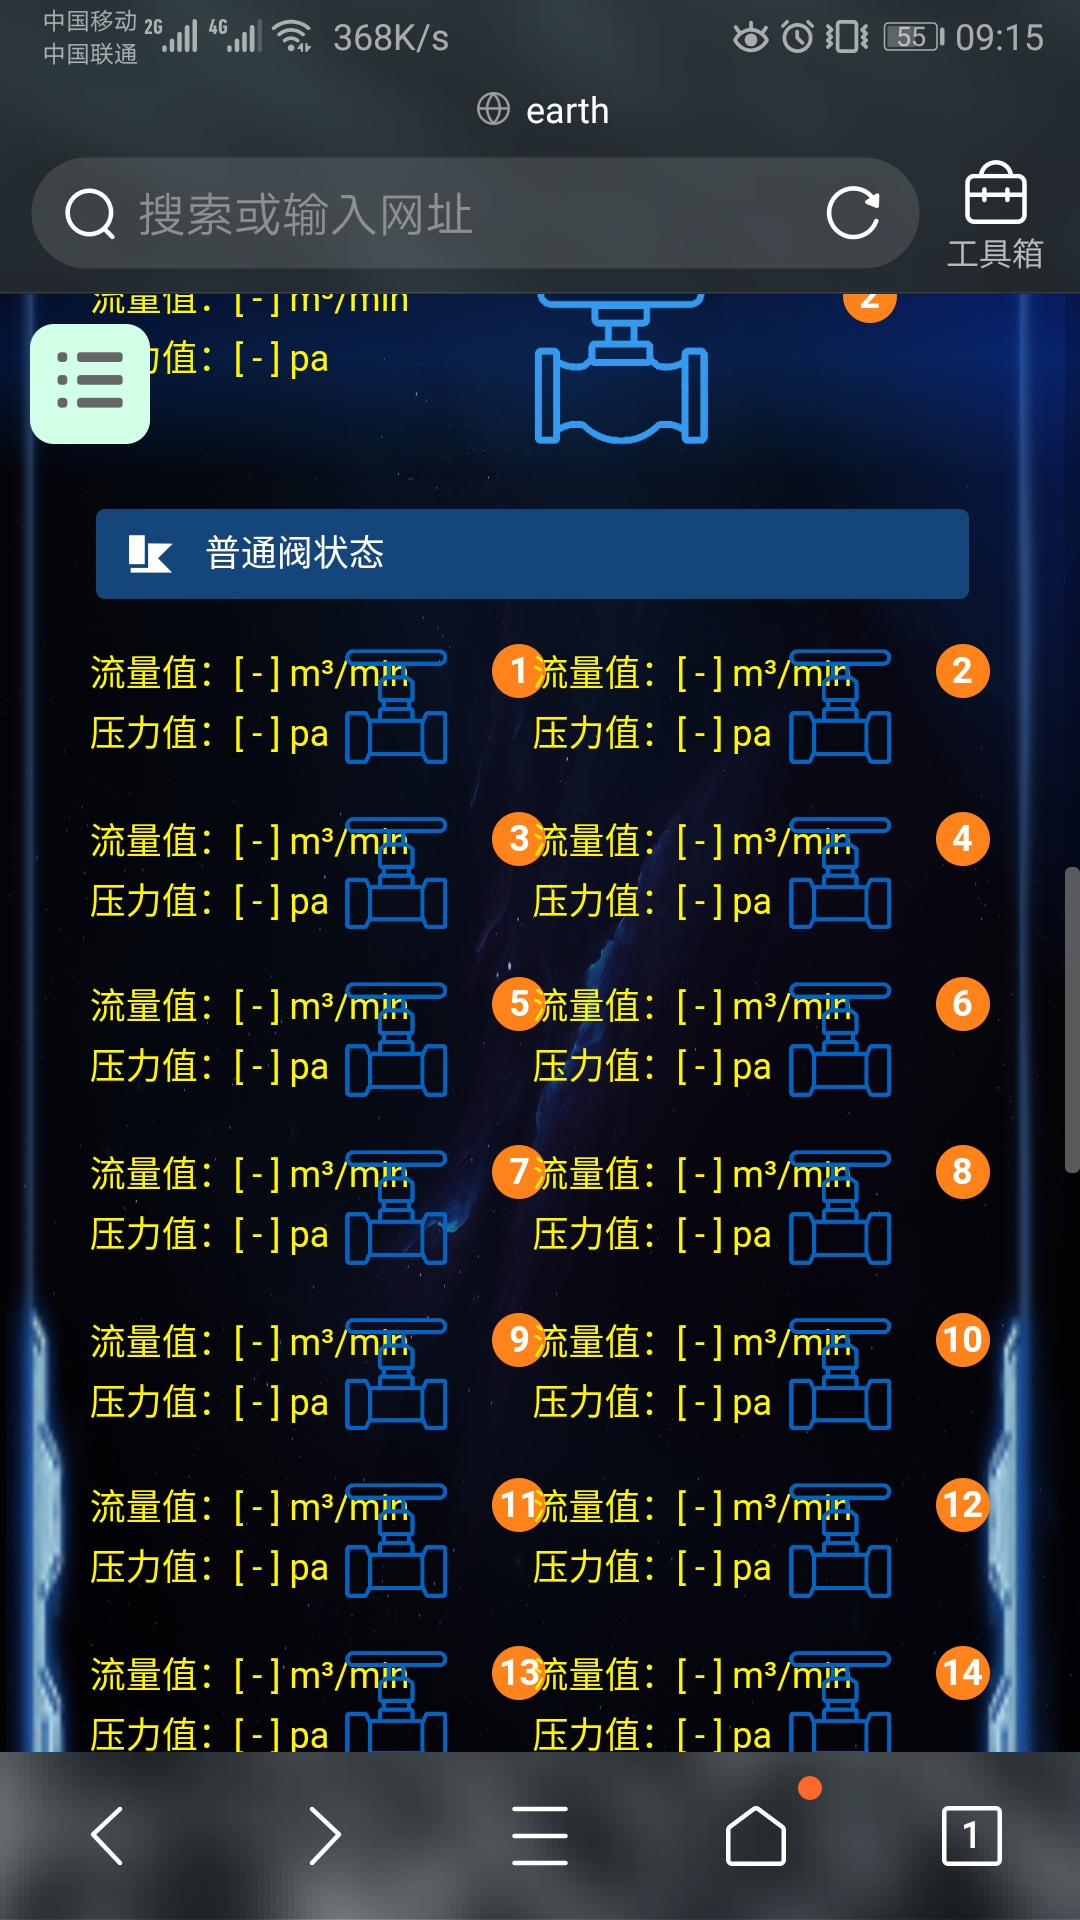 中国移动 2G 4G 368K/s 55 09:15
中国联通
earth
搜索或输入网址
工具箱
流量值：[ - ] m³/min 2
力值：[ - ] pa
普通阀状态
流量值：[ - ] m³/min 1 流量值：[ - ] m³/min 2
压力值：[ - ] pa 压力值：[ - ] pa
流量值：[ - ] m³/min 3 流量值：[ - ] m³/min 4
压力值：[ - ] pa 压力值：[ - ] pa
流量值：[ - ] m³/min 5 流量值：[ - ] m³/min 6
压力值：[ - ] pa 压力值：[ - ] pa
流量值：[ - ] m³/min 7 流量值：[ - ] m³/min 8
压力值：[ - ] pa 压力值：[ - ] pa
流量值：[ - ] m³/min 9 流量值：[ - ] m³/min 10
压力值：[ - ] pa 压力值：[ - ] pa
流量值：[ - ] m³/min 11 流量值：[ - ] m³/min 12
压力值：[ - ] pa 压力值：[ - ] pa
流量值：[ - ] m³/min 13 流量值：[ - ] m³/min 14
压力值：[ - ] pa 压力值：[ - ] pa
1